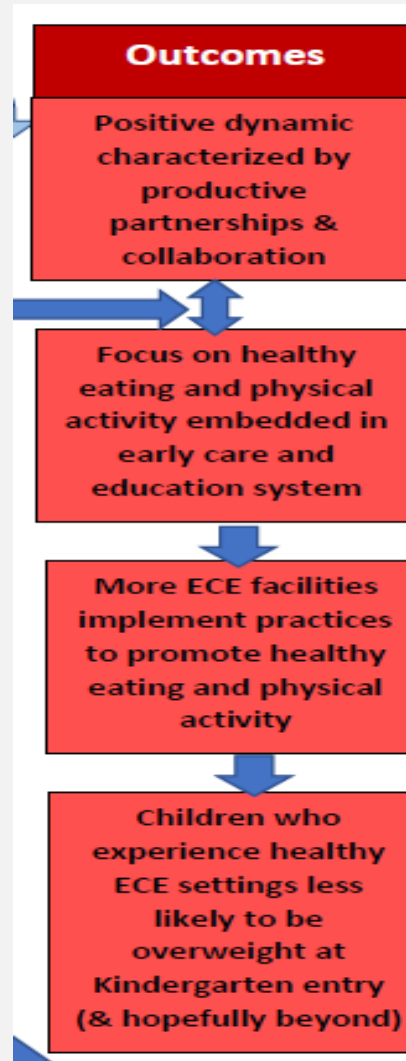 Outcomes
Positive dynamic
characterized by
productive
partnerships &
collaboration
Focus on healthy
eating and physical
activity embedded in
early care and
education system
More ECE facilities
implement practices
to promote healthy
eating and physical
activity
Children who
experience healthy
ECE settings less
likely to be
overweight at
Kindergarten entry
(& hopefully beyond)